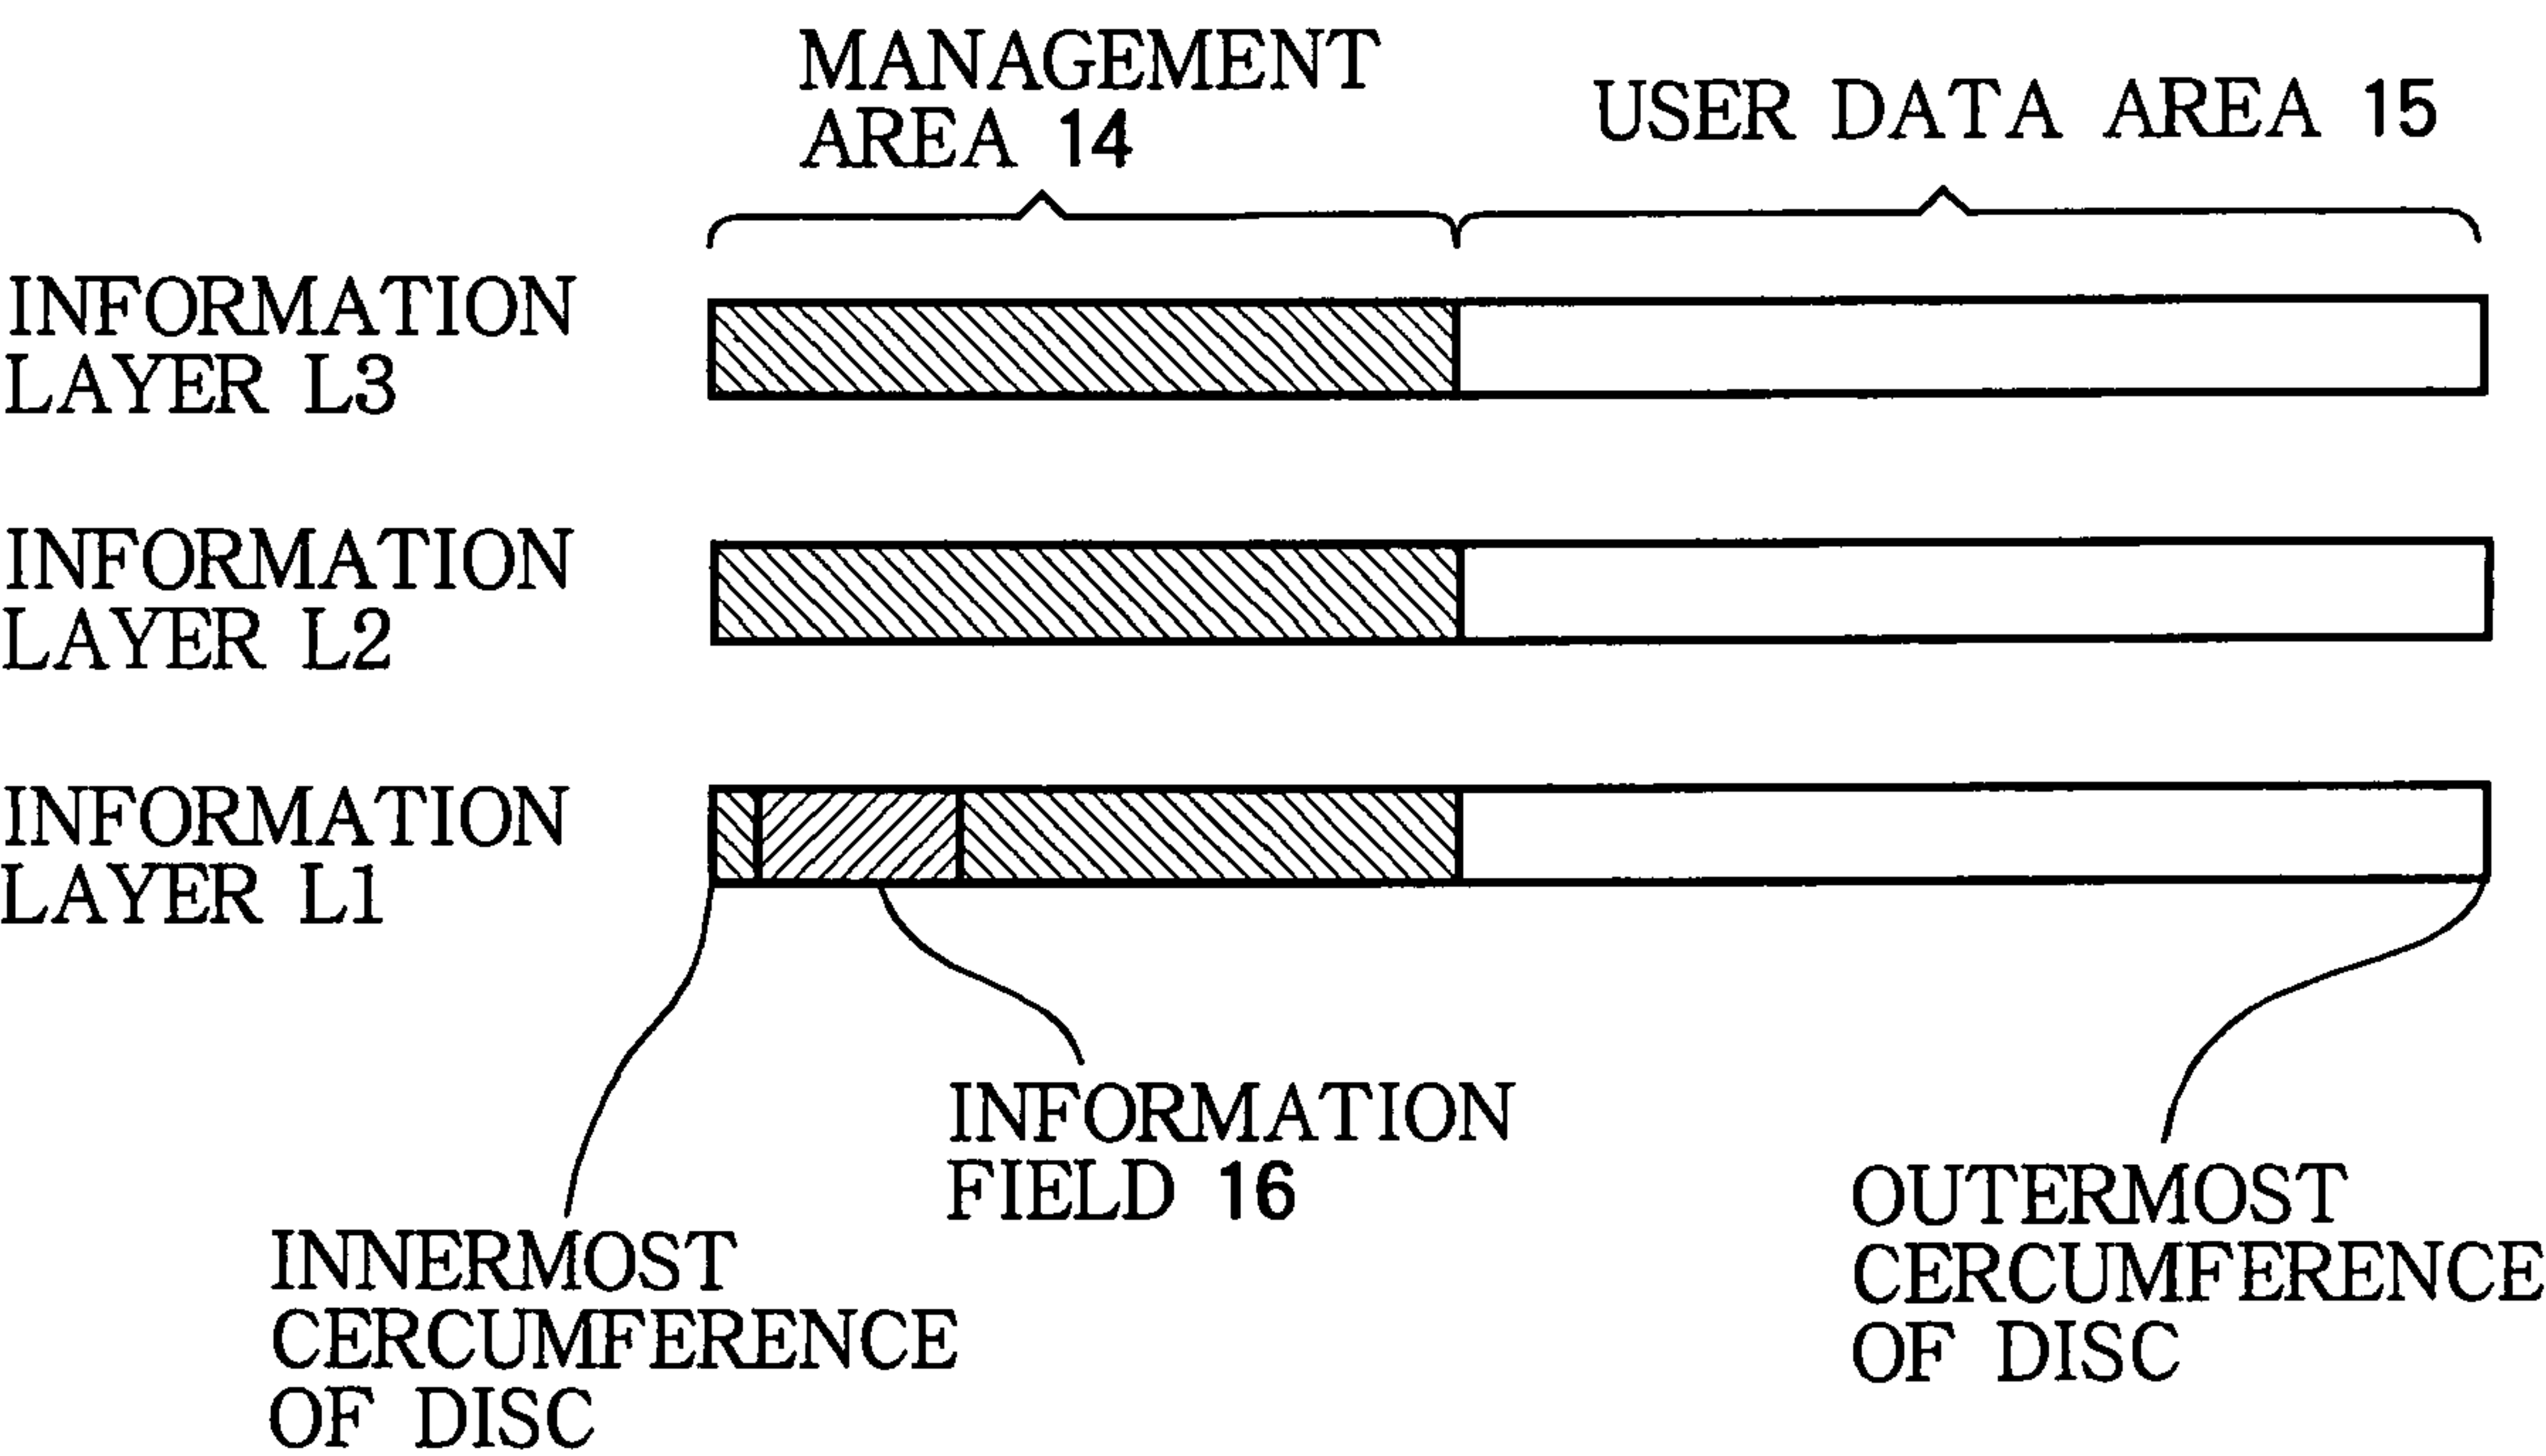 MANAGEMENT
AREA 14
USER DATA AREA 15
INFORMATION
LAYER L3
INFORMATION
LAYER L2
INFORMATION
LAYER L1
INFORMATION
FIELD 16
INNERMOST
CERCUMFERENCE
OF DISC
OUTERMOST
CERCUMFERENCE
OF DISC